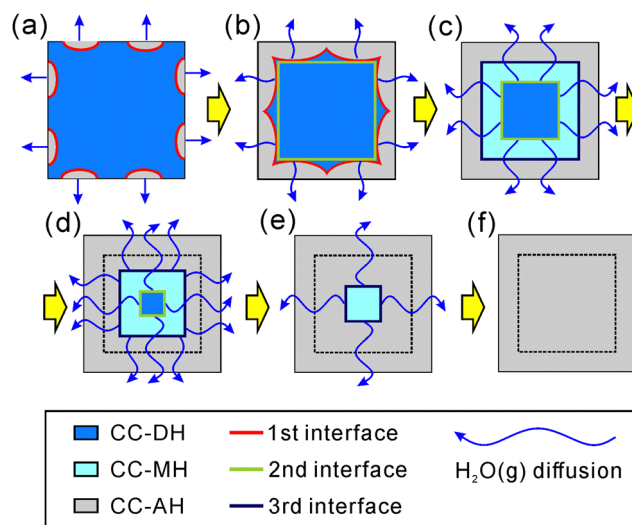 (a)
(b)
(c)
(d)
(e)
(f)
CC-DH
1st interface
CC-MH
2nd interface
H₂O(g) diffusion
CC-AH
3rd interface